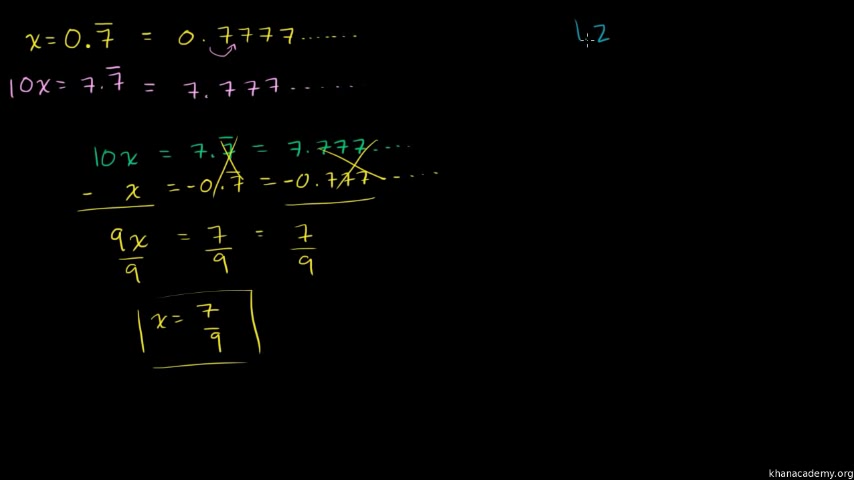 x = 0.7̅ = 0.7777......
10x = 7.7̅ = 7.777.....
10x = 7.7̅ = 7.777....
- x = -0.7̅ = -0.777.....
9x/9 = 7/9 = 7/9
x = 7/9
1.2
khanacademy.org